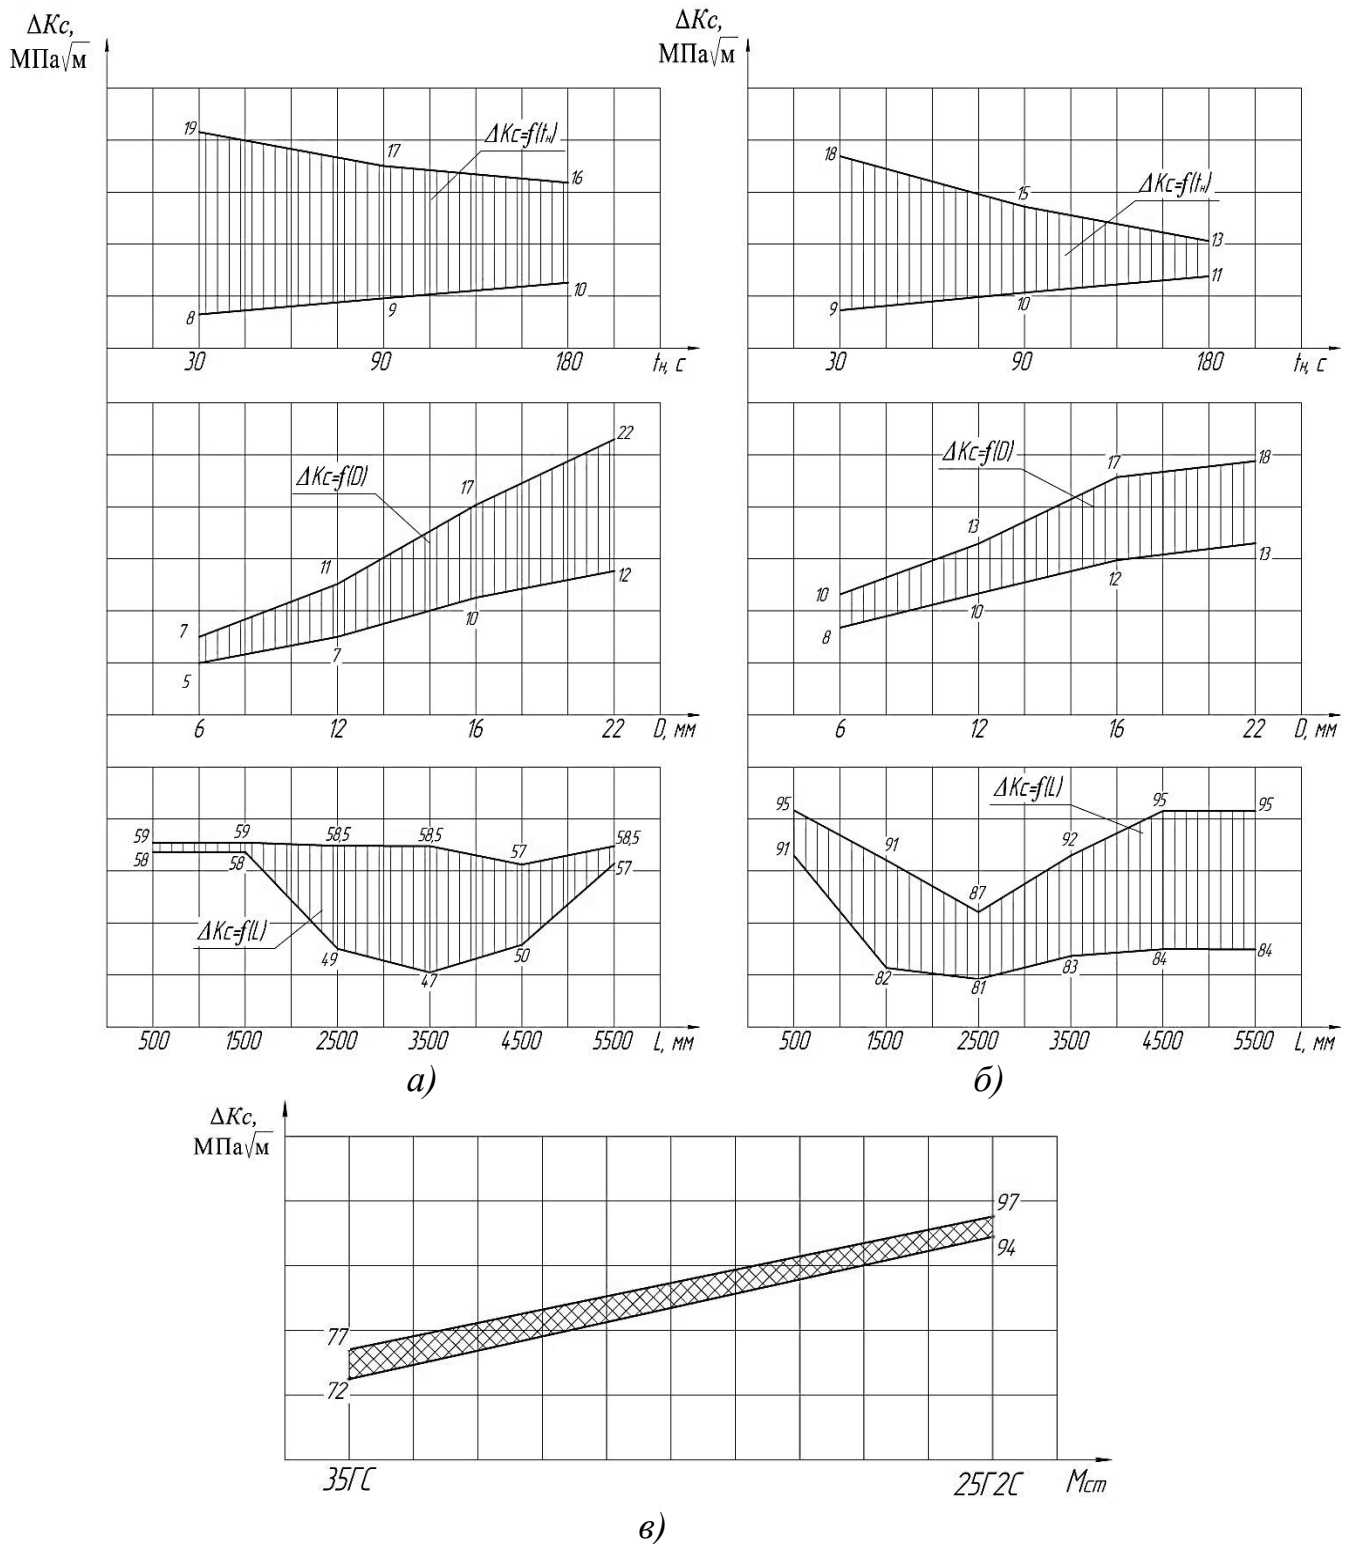 ΔKc,
МПа√м
19
17
16
ΔKc=f(tн)
8
9
10
30 90 180 tн, с
7
11
17
22
ΔKc=f(D)
5
7
10
12
6 12 16 22 D, мм
59 59 58,5 58,5 57 58,5
58 58 49 47 50 57
ΔKc=f(L)
500 1500 2500 3500 4500 5500 L, мм
а)
ΔKc,
МПа√м
18
15
13
ΔKc=f(tн)
9
10
11
30 90 180 tн, с
10
13
17
18
ΔKc=f(D)
8
10
12
13
6 12 16 22 D, мм
95 91 87 92 95 95
91 82 81 83 84 84
ΔKc=f(L)
500 1500 2500 3500 4500 5500 L, мм
б)
ΔKc,
МПа√м
77
97
72
94
35ГС 25Г2С Мст
в)